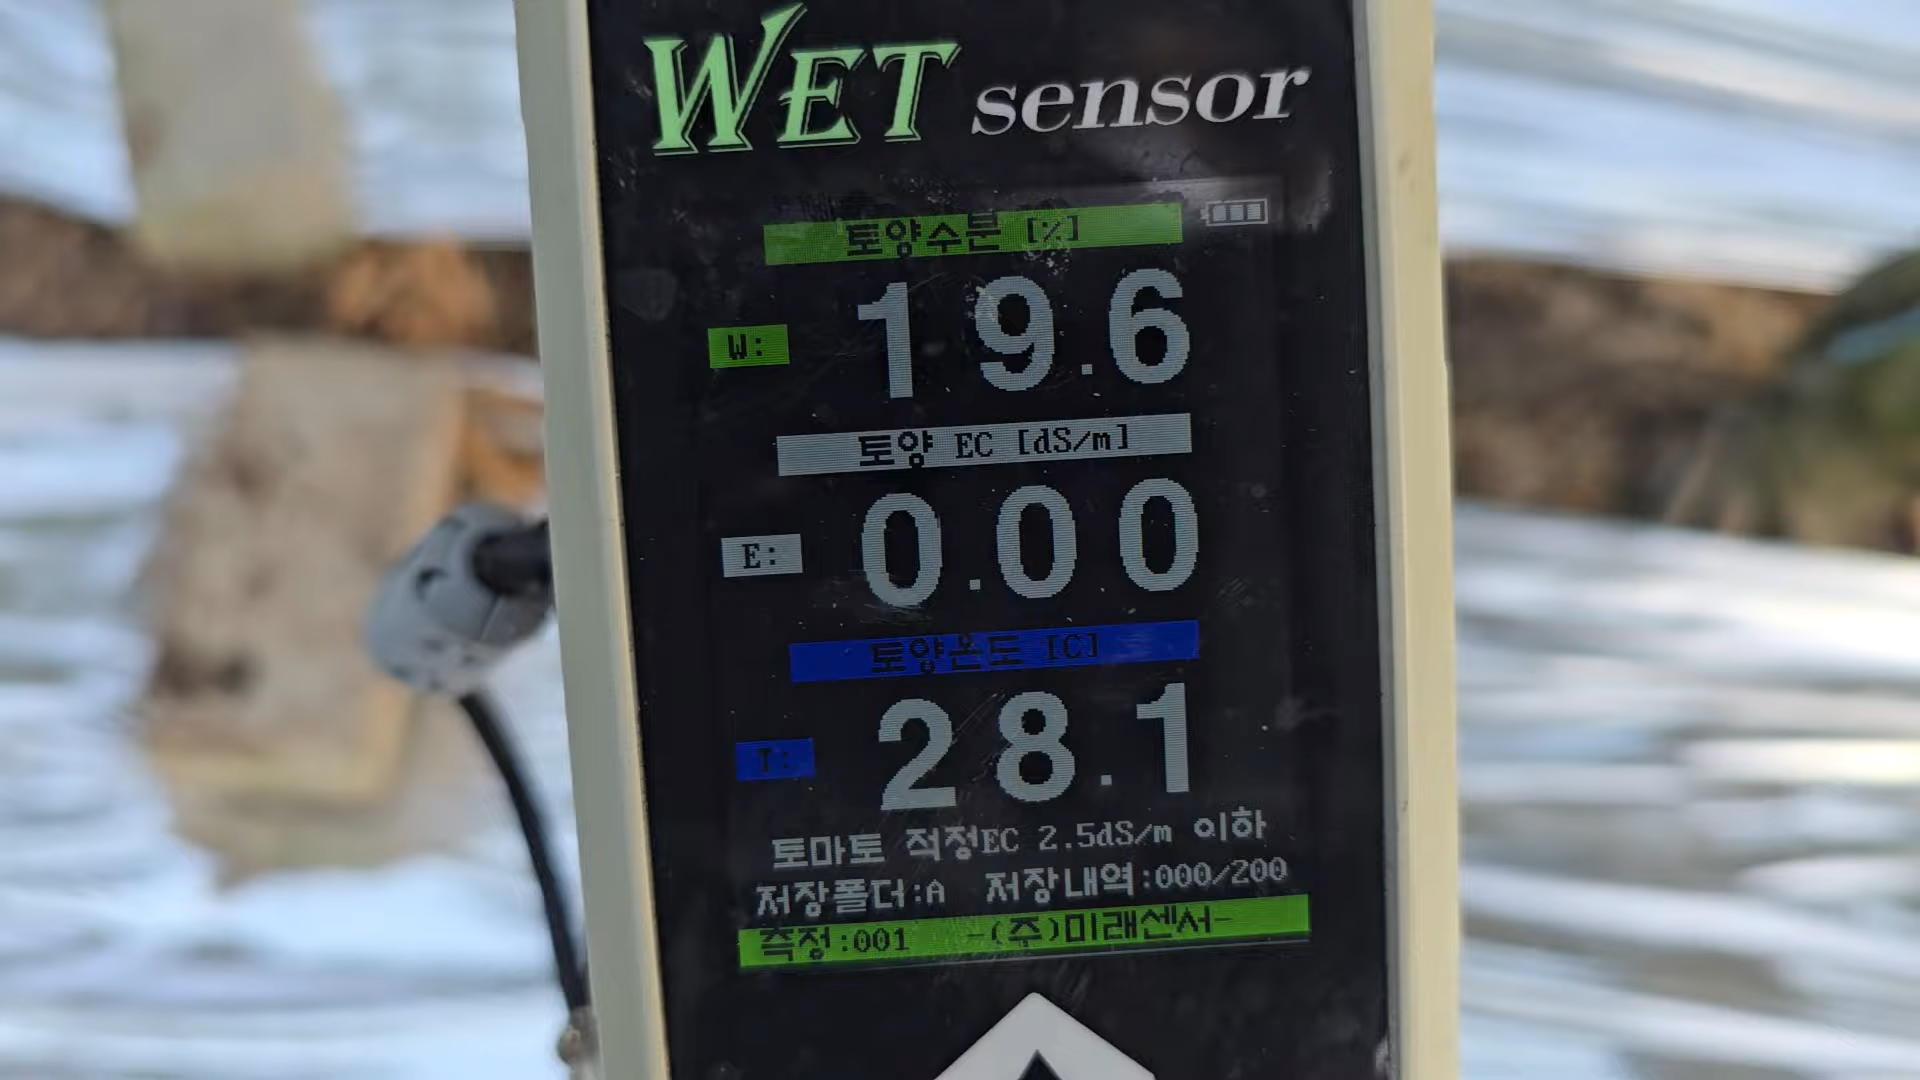 WET sensor
토양수분 [%]
W: 19.6
토양 EC [dS/m]
E: 0.00
토양온도 [C]
T: 28.1
토마토 적정EC 2.5dS/m 이하
저장폴더:A 저장내역:000/200
측정:001 -(주)미래센서-